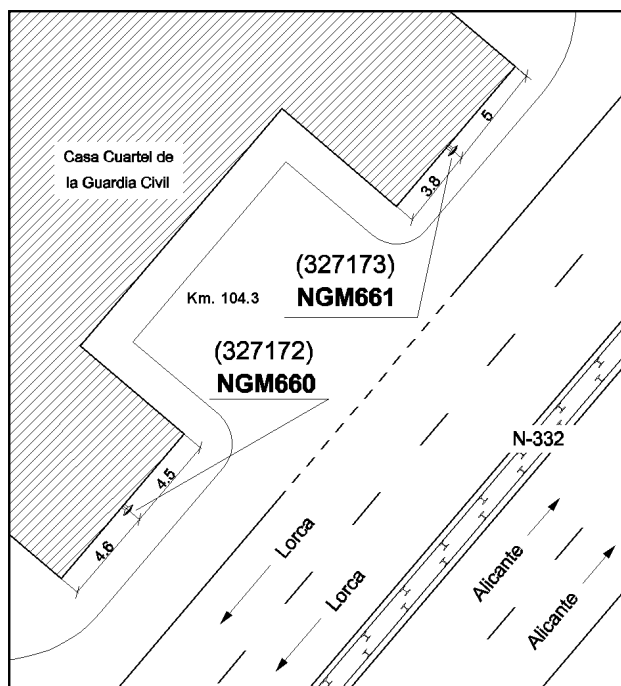 5
3.8
Casa Cuartel de
la Guardia Civil
(327173)
NGM661
Km. 104.3
(327172)
NGM660
N-332
4.5
4.6
Lorca
Lorca
Alicante
Alicante